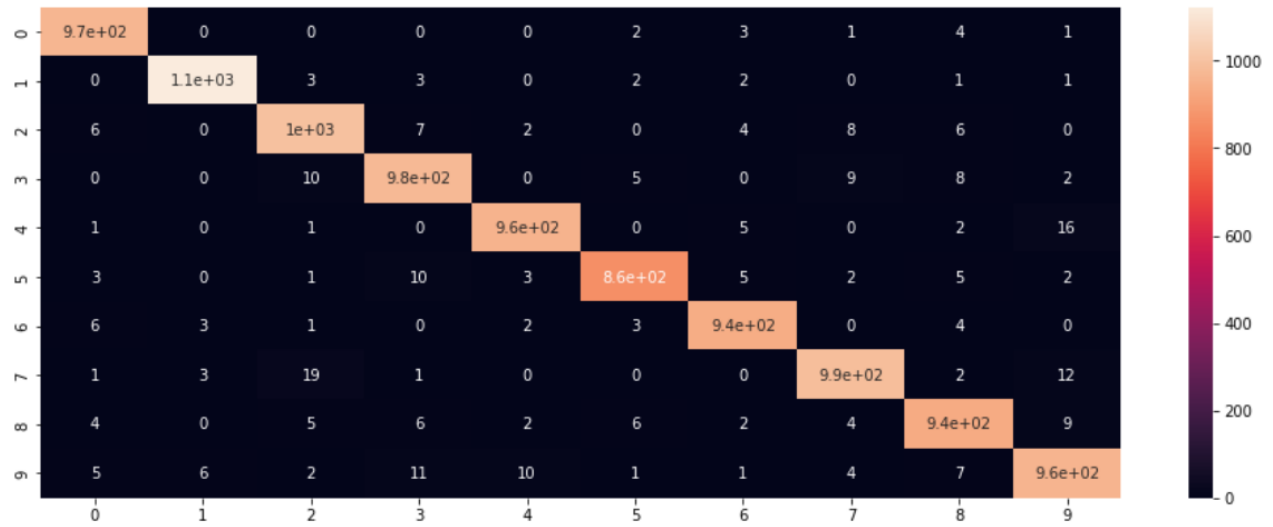 0 9.7e+02 0 0 0 0 2 3 1 4 1
1 0 1.1e+03 3 3 0 2 2 0 1 1
2 6 0 1e+03 7 2 0 4 8 6 0
3 0 0 10 9.8e+02 0 5 0 9 8 2
4 1 0 1 0 9.6e+02 0 5 0 2 16
5 3 0 1 10 3 8.6e+02 5 2 5 2
6 6 3 1 0 2 3 9.4e+02 0 4 0
7 1 3 19 1 0 0 0 9.9e+02 2 12
8 4 0 5 6 2 6 2 4 9.4e+02 9
9 5 6 2 11 10 1 1 4 7 9.6e+02
0 1 2 3 4 5 6 7 8 9
1000
800
600
400
200
0